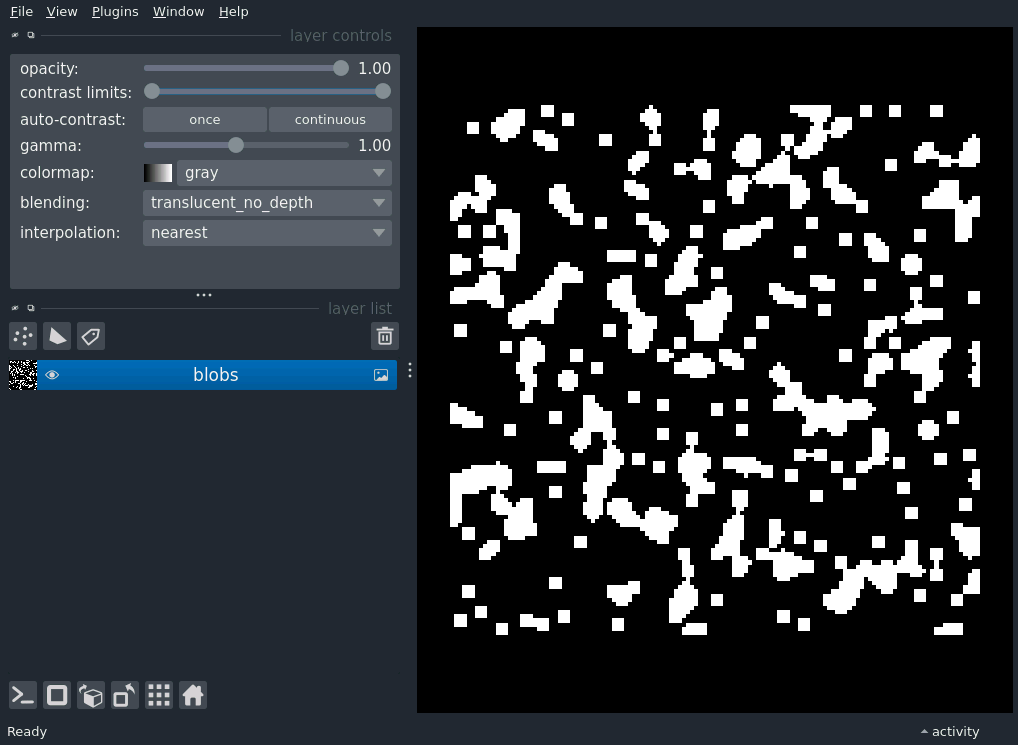 File View Plugins Window Help
layer controls
opacity: 1.00
contrast limits:
auto-contrast: once continuous
gamma: 1.00
colormap: gray
blending: translucent_no_depth
interpolation: nearest
layer list
blobs
Ready activity